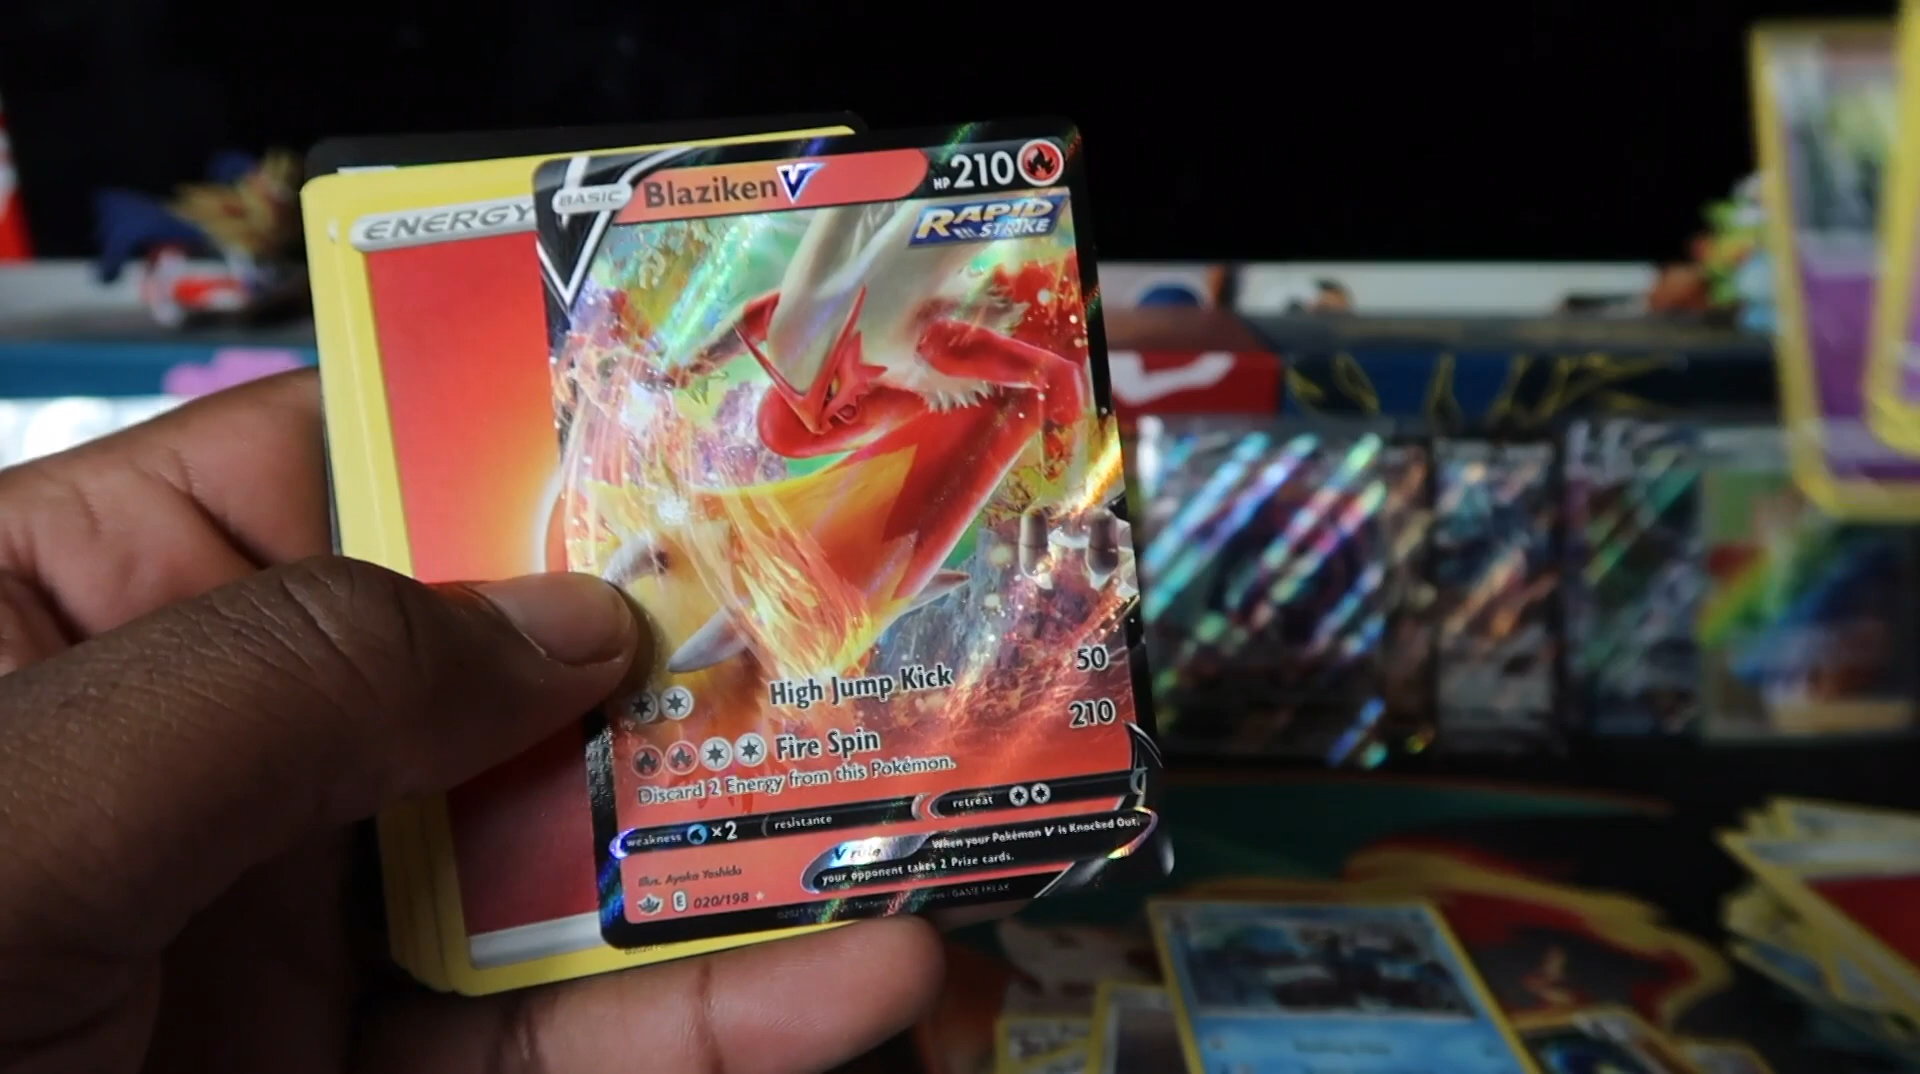 ENERGY
BASIC Blaziken V HP 210
RAPID STRIKE
High Jump Kick 50
Fire Spin 210
Discard 2 Energy from this Pokémon.
weakness ×2 resistance retreat
V rule When your Pokémon V is Knocked Out,
your opponent takes 2 Prize cards.
Illus. Ayaka Yoshida
E 020/198